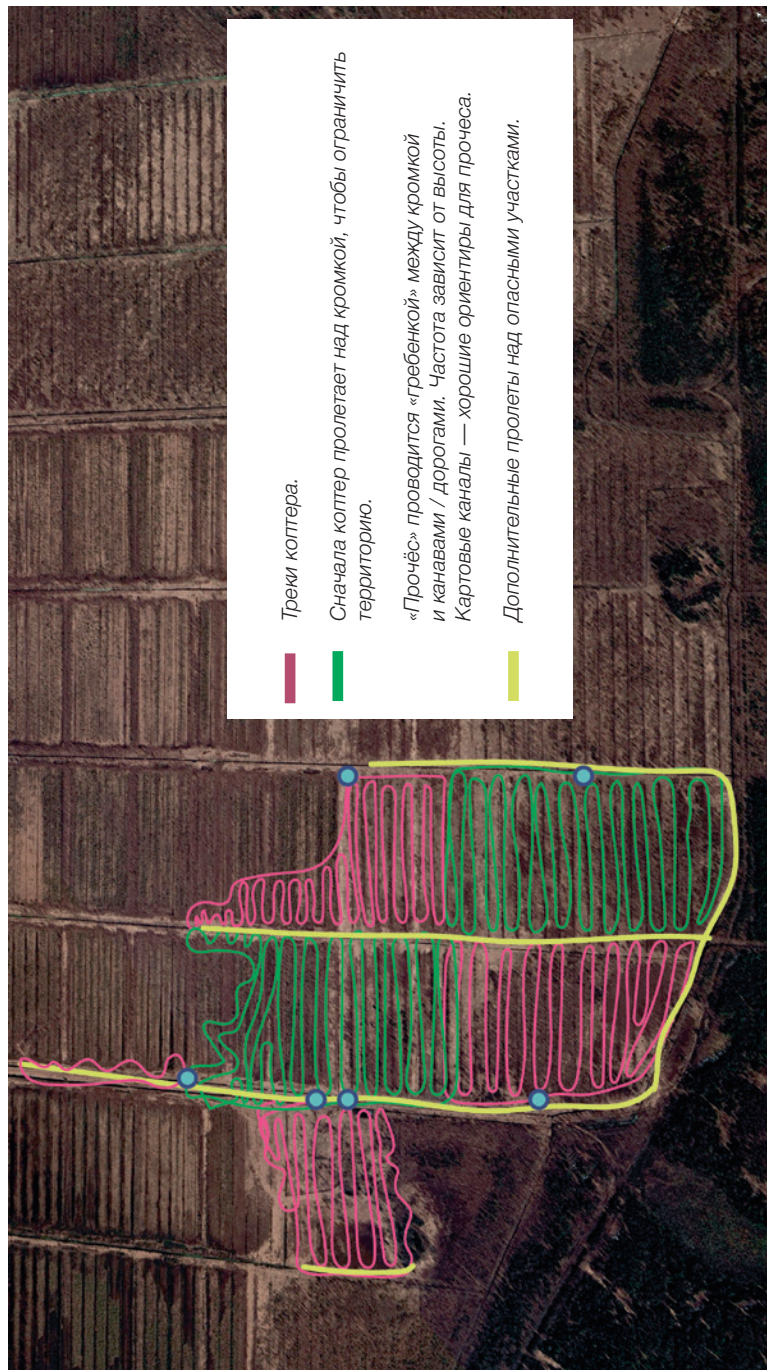 Треки коптера.
Сначала коптер пролетает над кромкой, чтобы ограничить
территорию.
«Прочёс» проводится «гребенкой» между кромкой
и канавами / дорогами. Частота зависит от высоты.
Картовые каналы — хорошие ориентиры для прочеса.
Дополнительные пролеты над опасными участками.